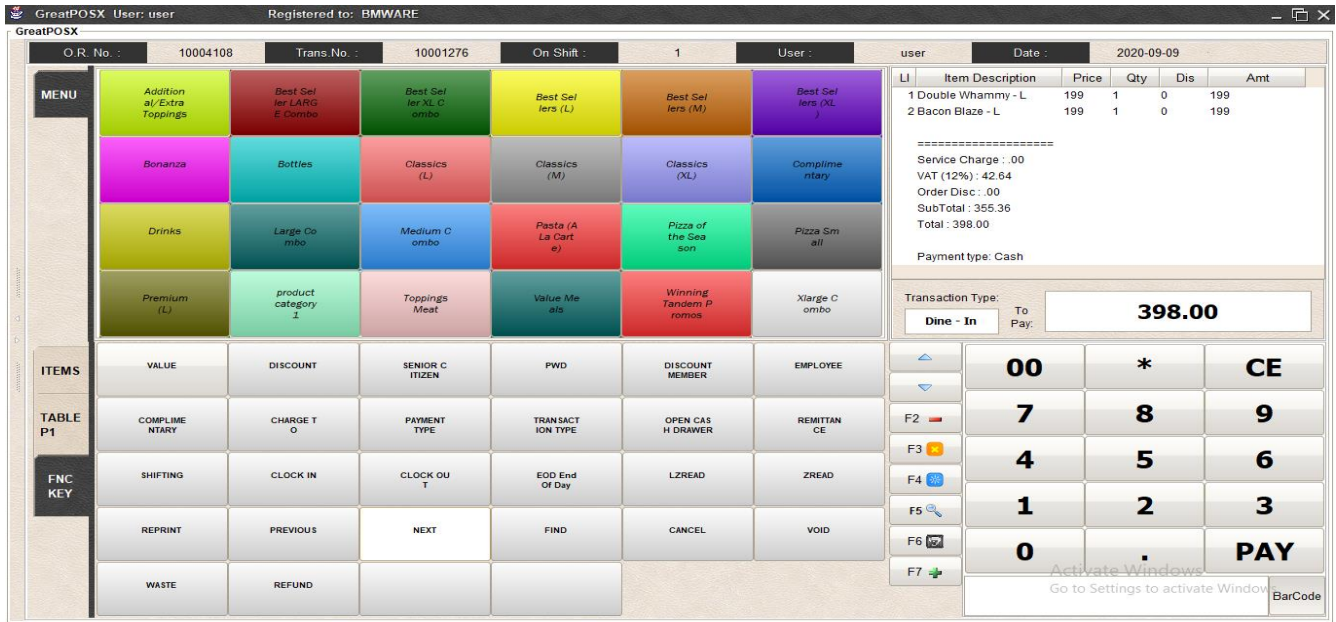 GreatPOSX User: user Registered to: BMWARE
GreatPOSX
O.R. No. : 10004108 Trans.No. : 10001276 On Shift : 1 User : user Date : 2020-09-09
MENU
Addition
al/Extra
Toppings
Best Sel
ler LARG
E Combo
Best Sel
ler XL C
ombo
Best Sel
lers (L)
Best Sel
lers (M)
Best Sel
lers (XL
)
Bonanza
Bottles
Classics
(L)
Classics
(M)
Classics
(XL)
Complime
ntary
Drinks
Large Co
mbo
Medium C
ombo
Pasta (A
La Cart
e)
Pizza of
the Sea
son
Pizza Sm
all
Premium
(L)
product
category
1
Toppings
Meat
Value Me
als
Winning
Tandem P
romos
Xlarge C
ombo
LI Item Description Price Qty Dis Amt
1 Double Whammy - L 199 1 0 199
2 Bacon Blaze - L 199 1 0 199
=====================
Service Charge : .00
VAT (12%) : 42.64
Order Disc : .00
SubTotal : 355.36
Total : 398.00
Payment type: Cash
Transaction Type:
Dine - In
To
Pay:
398.00
ITEMS
TABLE
P1
FNC
KEY
VALUE
DISCOUNT
SENIOR C
ITIZEN
PWD
DISCOUNT
MEMBER
EMPLOYEE
COMPLIME
NTARY
CHARGE T
O
PAYMENT
TYPE
TRANSACT
ION TYPE
OPEN CAS
H DRAWER
REMITTAN
CE
SHIFTING
CLOCK IN
CLOCK OU
T
EOD End
Of Day
LZREAD
ZREAD
REPRINT
PREVIOUS
NEXT
FIND
CANCEL
VOID
WASTE
REFUND
F2
F3
F4
F5
F6
F7
00 * CE
7 8 9
4 5 6
1 2 3
0 . PAY
Activate Windows
Go to Settings to activate Windows.
BarCode